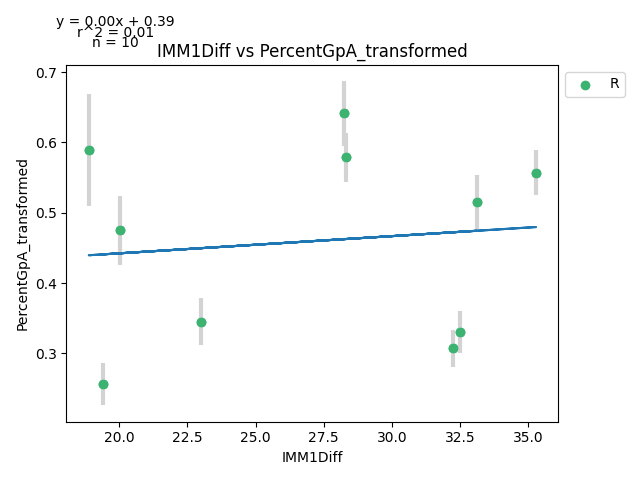 y = 0.00x + 0.39
r^2 = 0.01
n = 10
IMM1Diff vs PercentGpA_transformed
R
PercentGpA_transformed
0.7
0.6
0.5
0.4
0.3
20.0 22.5 25.0 27.5 30.0 32.5 35.0
IMM1Diff